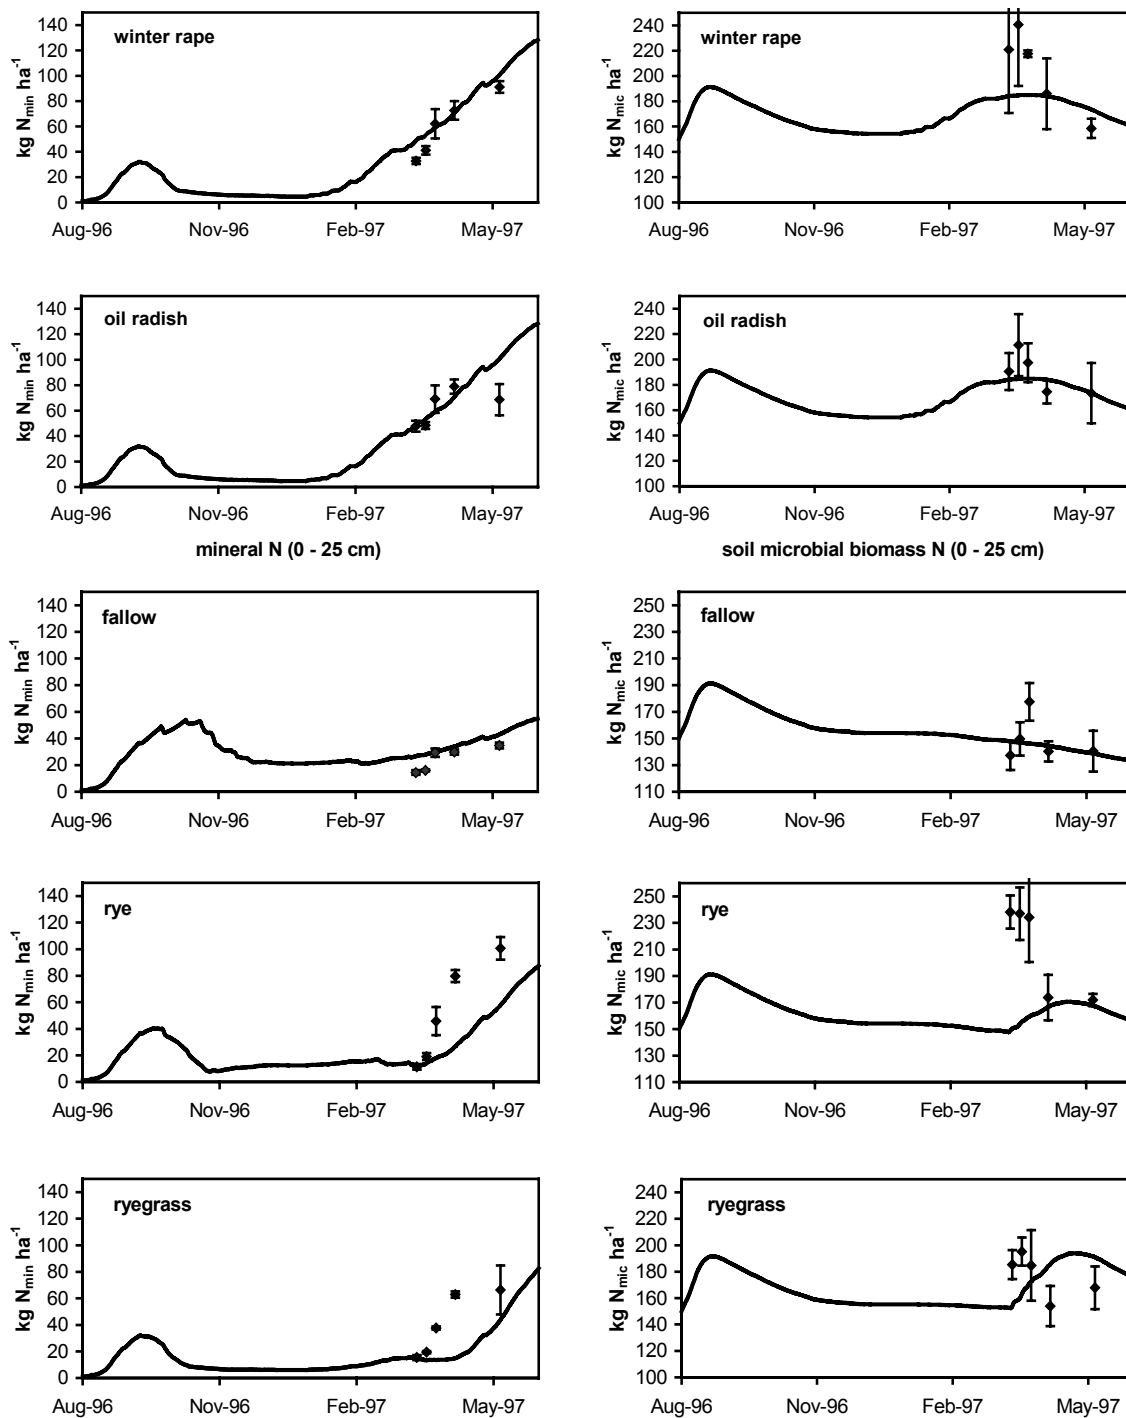 winter rape
kg N_min ha^-1
140
120
100
80
60
40
20
0
Aug-96 Nov-96 Feb-97 May-97
winter rape
kg N_mic ha^-1
240
220
200
180
160
140
120
100
Aug-96 Nov-96 Feb-97 May-97
oil radish
kg N_min ha^-1
140
120
100
80
60
40
20
0
Aug-96 Nov-96 Feb-97 May-97
oil radish
kg N_mic ha^-1
240
220
200
180
160
140
120
100
Aug-96 Nov-96 Feb-97 May-97
mineral N (0 - 25 cm)
soil microbial biomass N (0 - 25 cm)
fallow
kg N_min ha^-1
140
120
100
80
60
40
20
0
Aug-96 Nov-96 Feb-97 May-97
fallow
kg N_mic ha^-1
250
230
210
190
170
150
130
110
Aug-96 Nov-96 Feb-97 May-97
rye
kg N_min ha^-1
140
120
100
80
60
40
20
0
Aug-96 Nov-96 Feb-97 May-97
rye
kg N_mic ha^-1
250
230
210
190
170
150
130
110
Aug-96 Nov-96 Feb-97 May-97
ryegrass
kg N_min ha^-1
140
120
100
80
60
40
20
0
Aug-96 Nov-96 Feb-97 May-97
ryegrass
kg N_mic ha^-1
240
220
200
180
160
140
120
100
Aug-96 Nov-96 Feb-97 May-97